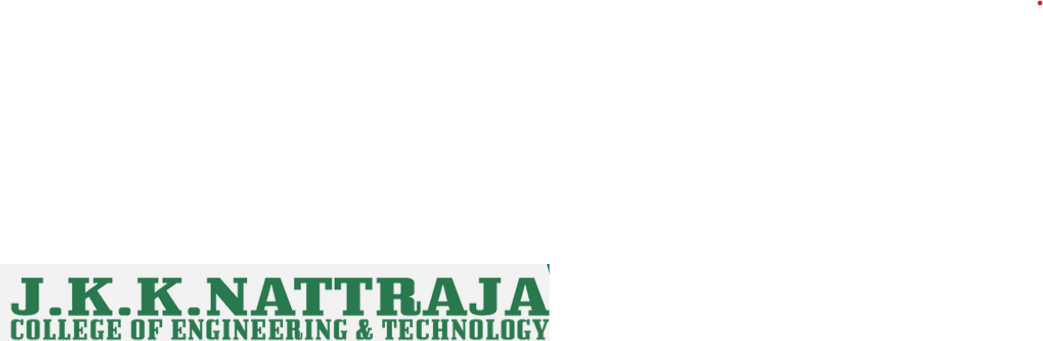 J.K.K.NATTRAJA
COLLEGE OF ENGINEERING & TECHNOLOGY